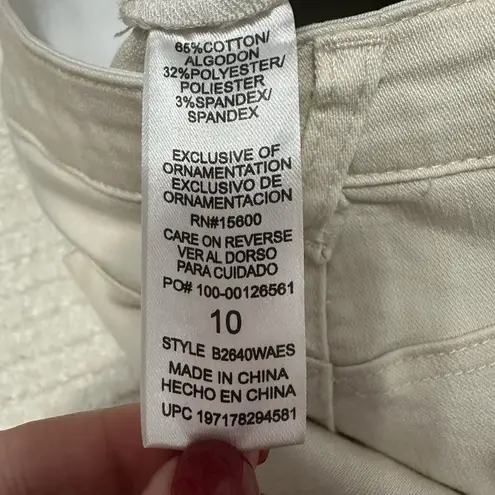 65%COTTON/
ALGODON
32%POLYESTER/
POLIESTER
3%SPANDEX/
SPANDEX
EXCLUSIVE OF
ORNAMENTATION
EXCLUSIVO DE
ORNAMENTACION
RN#15600
CARE ON REVERSE
VER AL DORSO
PARA CUIDADO
PO# 100-00126561
10
STYLE B2640WAES
MADE IN CHINA
HECHO EN CHINA
UPC 197178294581